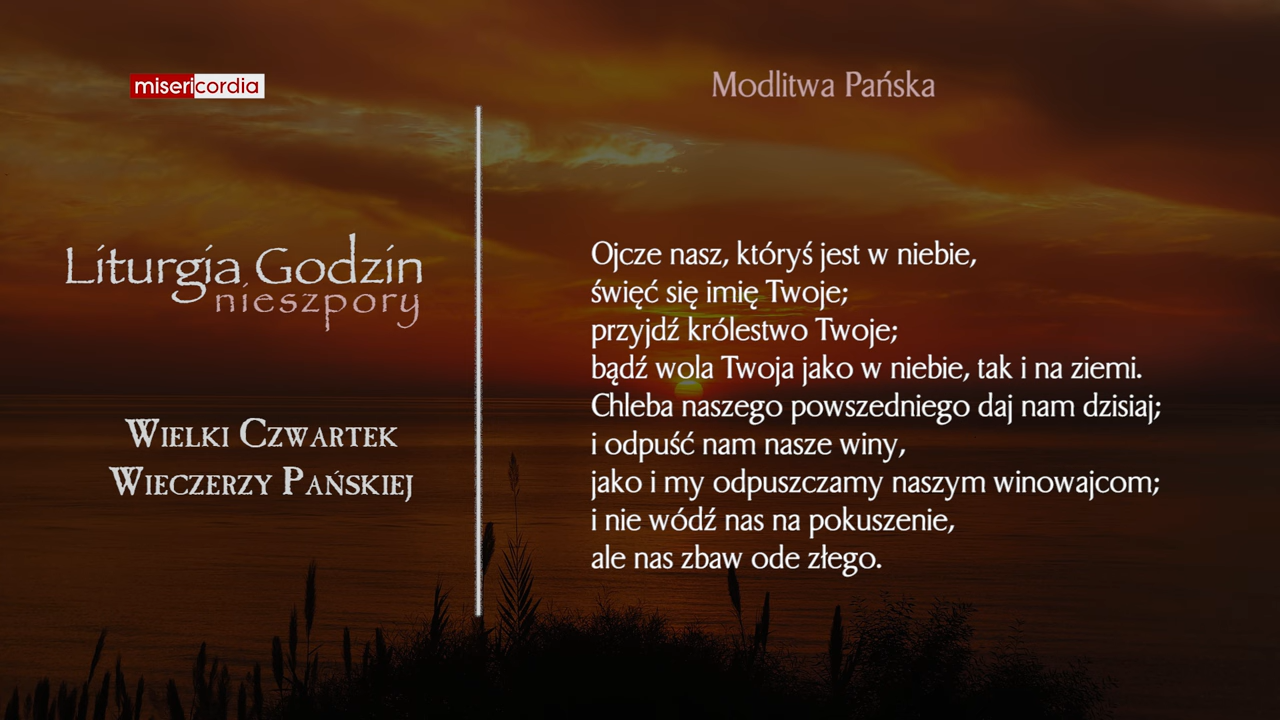 misericordia
Liturgia Godzin
nieszpory
Wielki Czwartek
Wieczerzy Pańskiej
Modlitwa Pańska
Ojcze nasz, któryś jest w niebie,
święć się imię Twoje;
przyjdź królestwo Twoje;
bądź wola Twoja jako w niebie, tak i na ziemi.
Chleba naszego powszedniego daj nam dzisiaj;
i odpuść nam nasze winy,
jako i my odpuszczamy naszym winowajcom;
i nie wódź nas na pokuszenie,
ale nas zbaw ode złego.